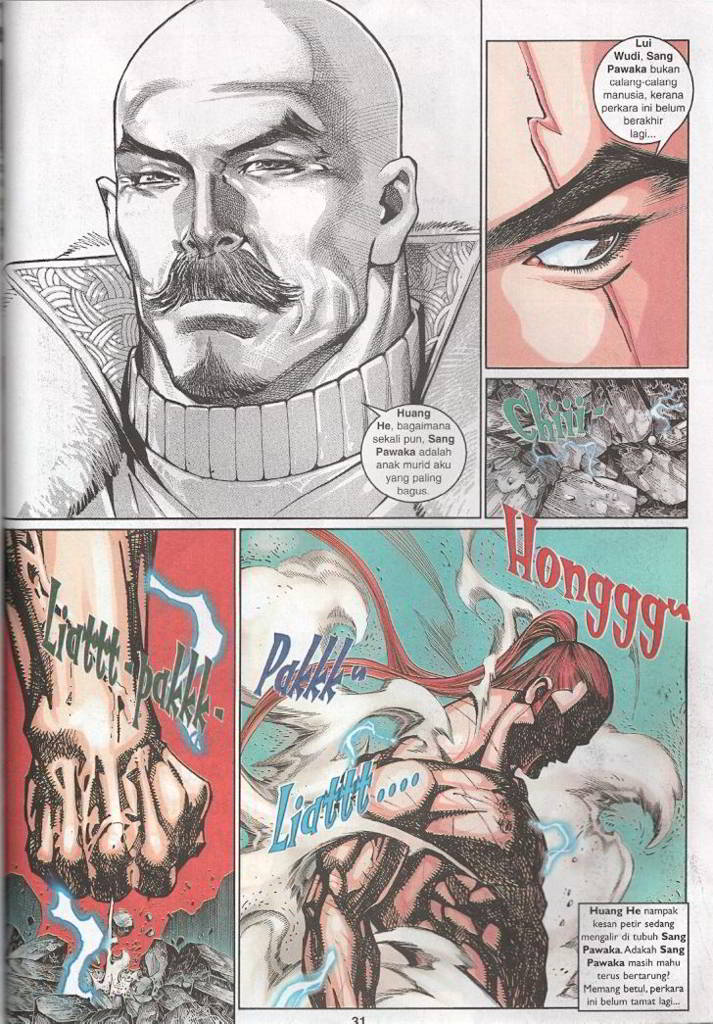 Huang
He, bagaimana
sekali pun, Sang
Pawaka adalah
anak murid aku
yang paling
bagus.
Lui
Wudi, Sang
Pawaka bukan
calang-calang
manusia, kerana
perkara ini belum
berakhir
lagi...
Chiii-
Liattt-pakkk-
Honggg"
Pakkk"
Liattt....
Huang He nampak
kesan petir sedang
mengalir di tubuh Sang
Pawaka. Adakah Sang
Pawaka masih mahu
terus bertarung?
Memang betul, perkara
ini belum tamat lagi...
31